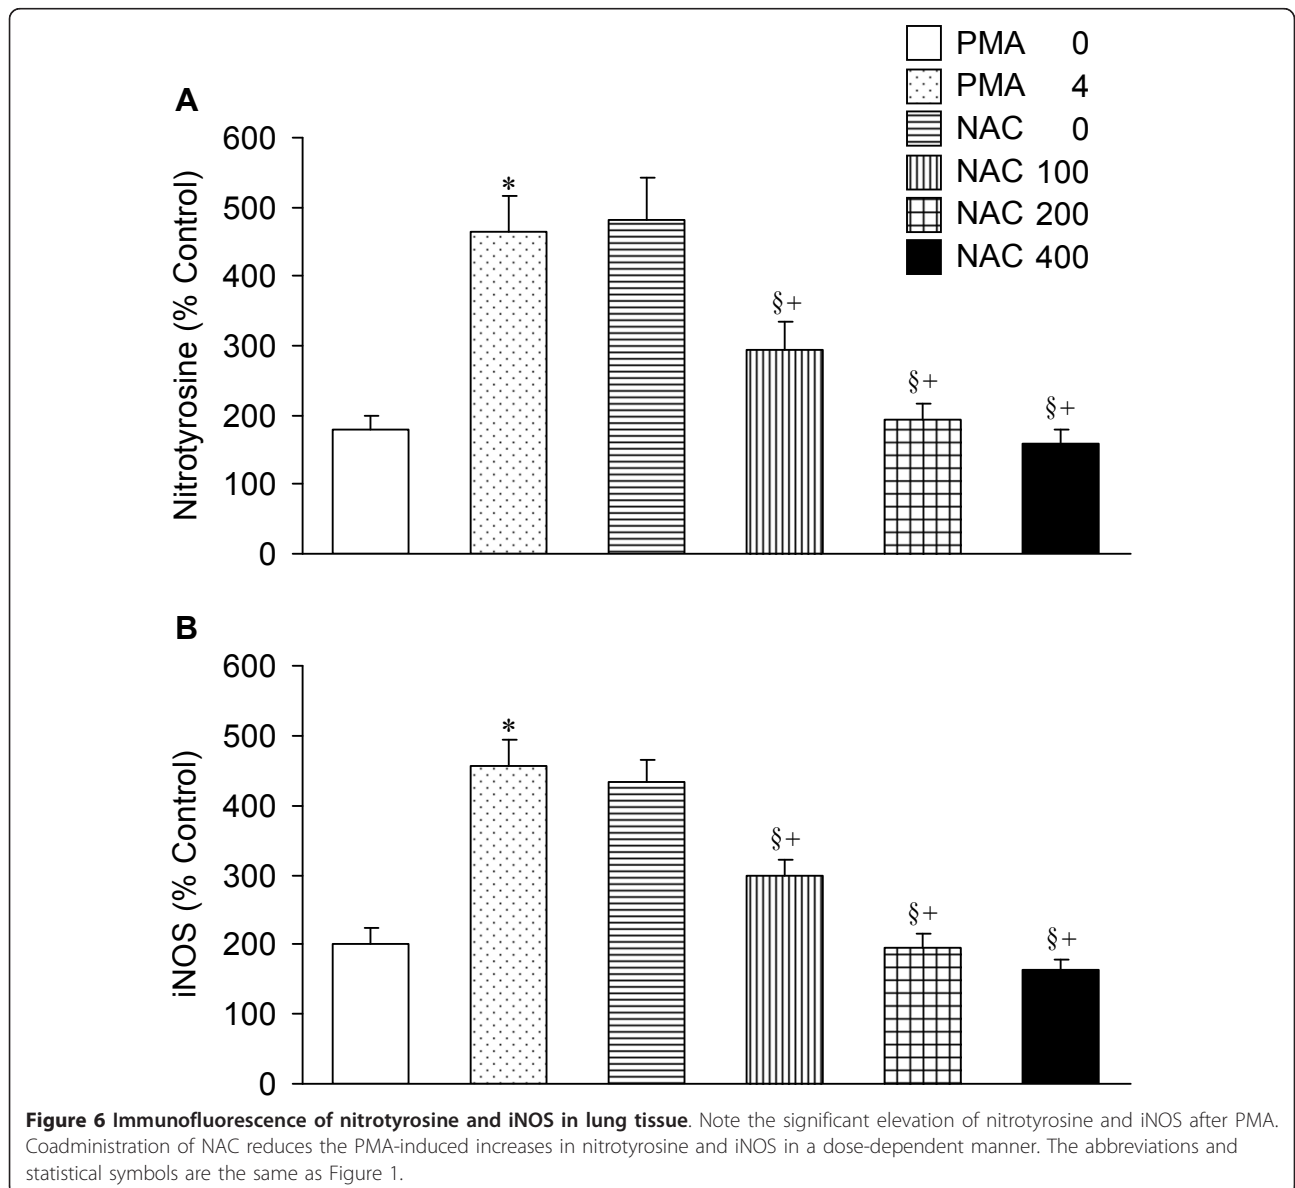 PMA 0
PMA 4
NAC 0
NAC 100
NAC 200
NAC 400
A
Nitrotyrosine (% Control)
600
500
400
300
200
100
0
*
§+
§+
§+
B
iNOS (% Control)
600
500
400
300
200
100
0
*
§+
§+
§+
Figure 6 Immunofluorescence of nitrotyrosine and iNOS in lung tissue. Note the significant elevation of nitrotyrosine and iNOS after PMA.
Coadministration of NAC reduces the PMA-induced increases in nitrotyrosine and iNOS in a dose-dependent manner. The abbreviations and
statistical symbols are the same as Figure 1.